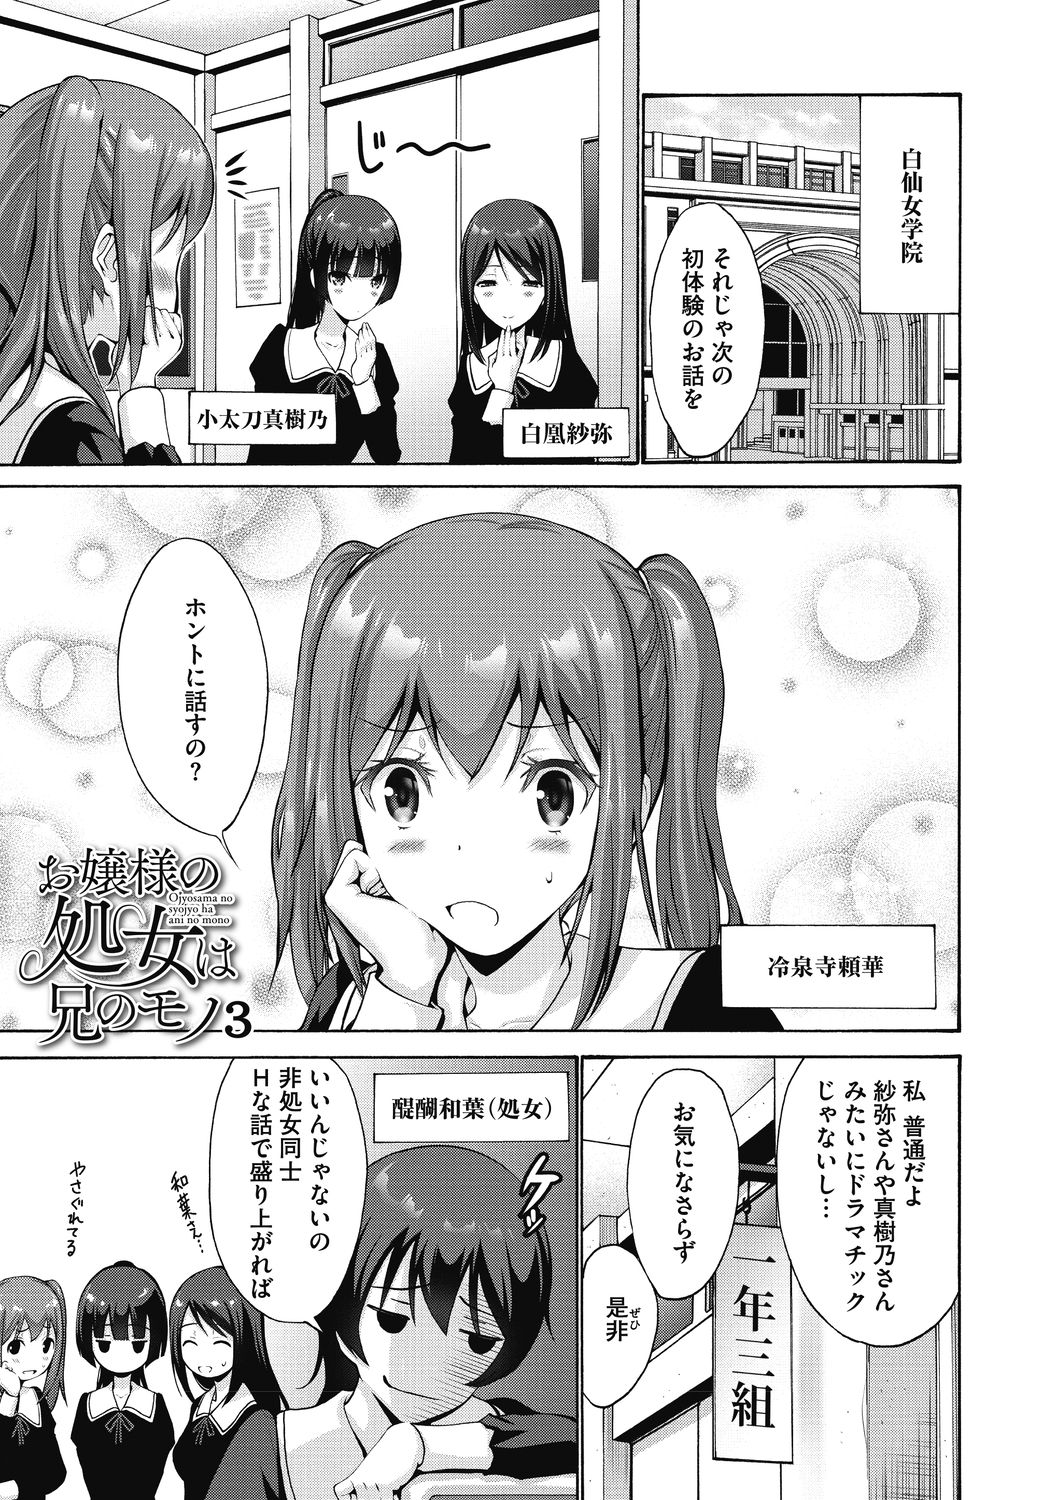 白仙女学院
それじゃ次の
初体験のお話を
じ〜〜
白凰紗弥
小太刀真樹乃
ホントに話すの？
冷泉寺頼華
お嬢様の
処女は
兄のモノ3
Ojyosama no
syojyo ha
ani no mono
私 普通だよ
紗弥さんや真樹乃さん
みたいにドラマチック
じゃないし…
一年三組
お気になさらず
是非
ぜひ
醍醐和葉（処女）
ケッ
いいんじゃないの
非処女同士
Hな話で盛り上がれば
和葉さん…
やさぐれてる